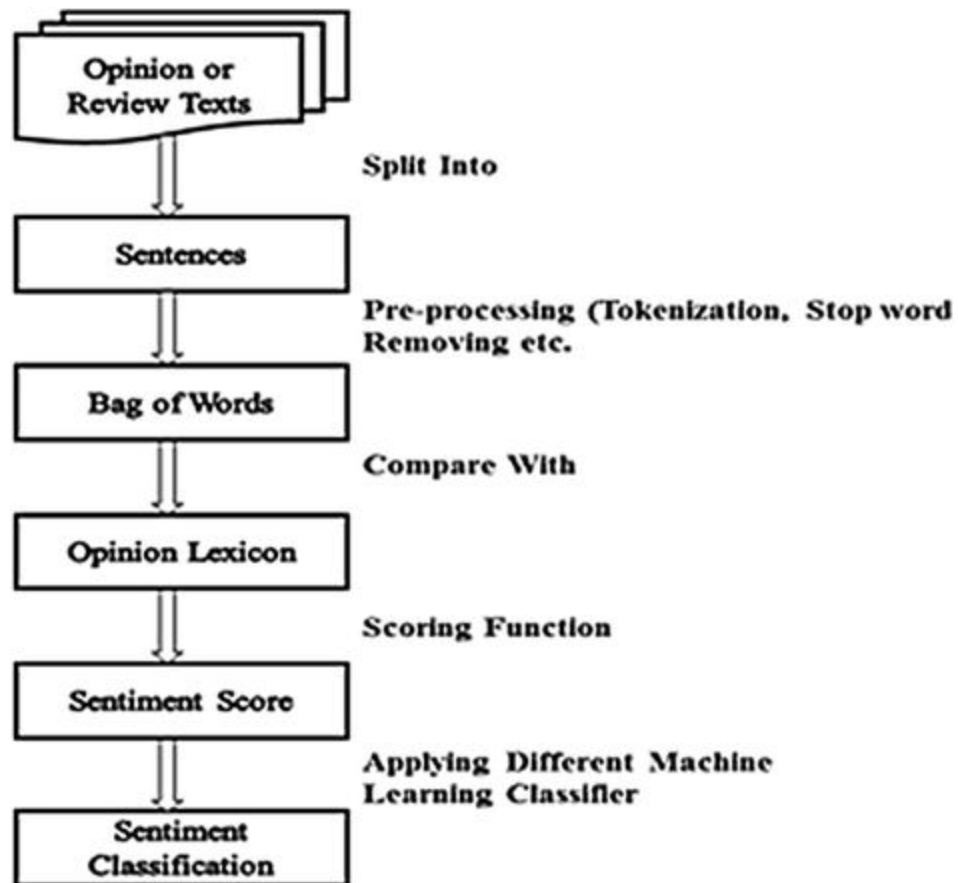 Opinion or
Review Texts
Split Into
Sentences
Pre-processing (Tokenization, Stop word
Removing etc.
Bag of Words
Compare With
Opinion Lexicon
Scoring Function
Sentiment Score
Applying Different Machine
Learning Classifier
Sentiment
Classification